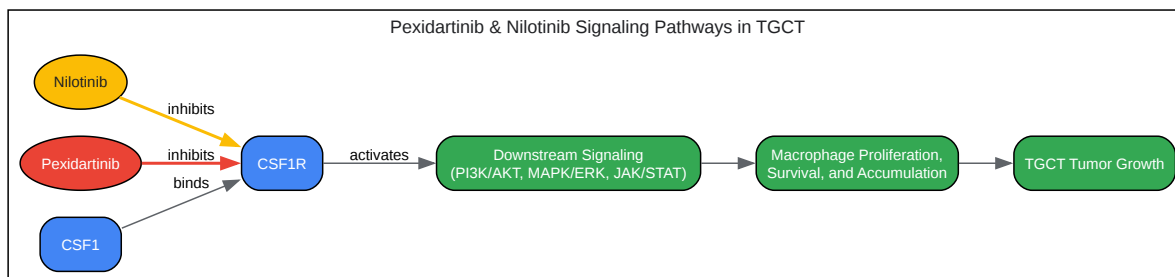 Pexidartinib & Nilotinib Signaling Pathways in TGCT
Nilotinib
inhibits
Pexidartinib
inhibits
binds
CSF1
CSF1R
activates
Downstream Signaling
(PI3K/AKT, MAPK/ERK, JAK/STAT)
Macrophage Proliferation,
Survival, and Accumulation
TGCT Tumor Growth